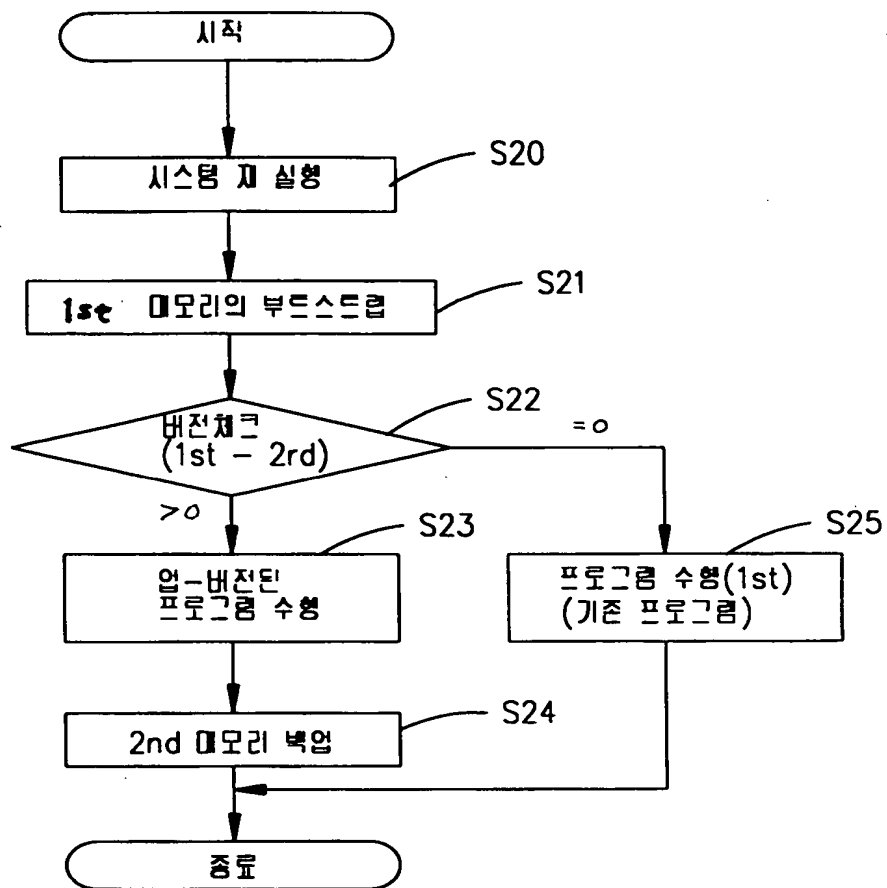 시작
S20
시스템 재 실행
S21
1st 메모리의 부트스트랩
S22
버전체크
(1st - 2rd)
=0
>0
S23
업-버전된
프로그램 수행
S25
프로그램 수행(1st)
(기존 프로그램)
S24
2nd 메모리 백업
종료